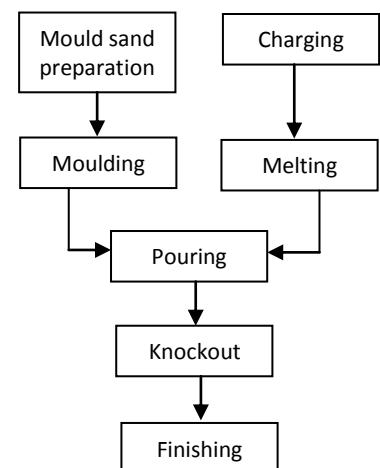 Mould sand
preparation
Charging
Moulding
Melting
Pouring
Knockout
Finishing